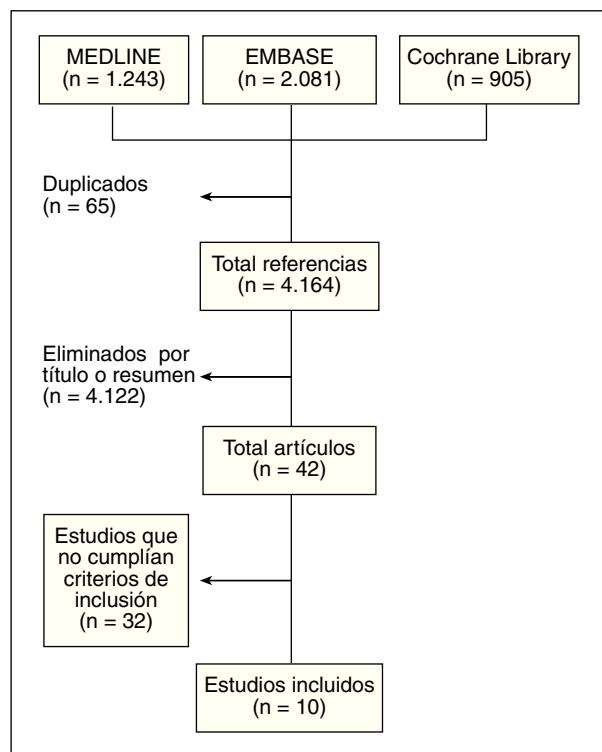 MEDLINE
(n = 1.243)
EMBASE
(n = 2.081)
Cochrane Library
(n = 905)
Duplicados
(n = 65)
Total referencias
(n = 4.164)
Eliminados por
título o resumen
(n = 4.122)
Total artículos
(n = 42)
Estudios que
no cumplían
criterios de
inclusión
(n = 32)
Estudios incluidos
(n = 10)